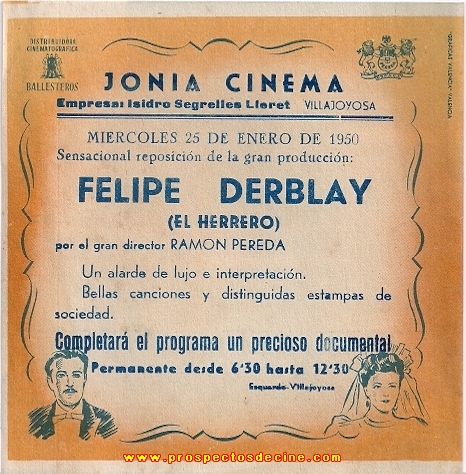 DISTRIBUIDORA
CINEMATOGRAFICA
BALLESTEROS
GRAFICAS VALENCIA - VALENCIA
JONIA CINEMA
Empresa: Isidro Segrelles Lloret VILLAJOYOSA
MIERCOLES 25 DE ENERO DE 1950
Sensacional reposición de la gran producción:
FELIPE DERBLAY
(EL HERRERO)
por el gran director RAMON PEREDA
Un alarde de lujo e interpretación.
Bellas canciones y distinguidas estampas de
sociedad.
Completará el programa un precioso documental
Permanente desde 6'30 hasta 12'30
Esquerdo-Villajoyosa
www.prospectosdecine.com